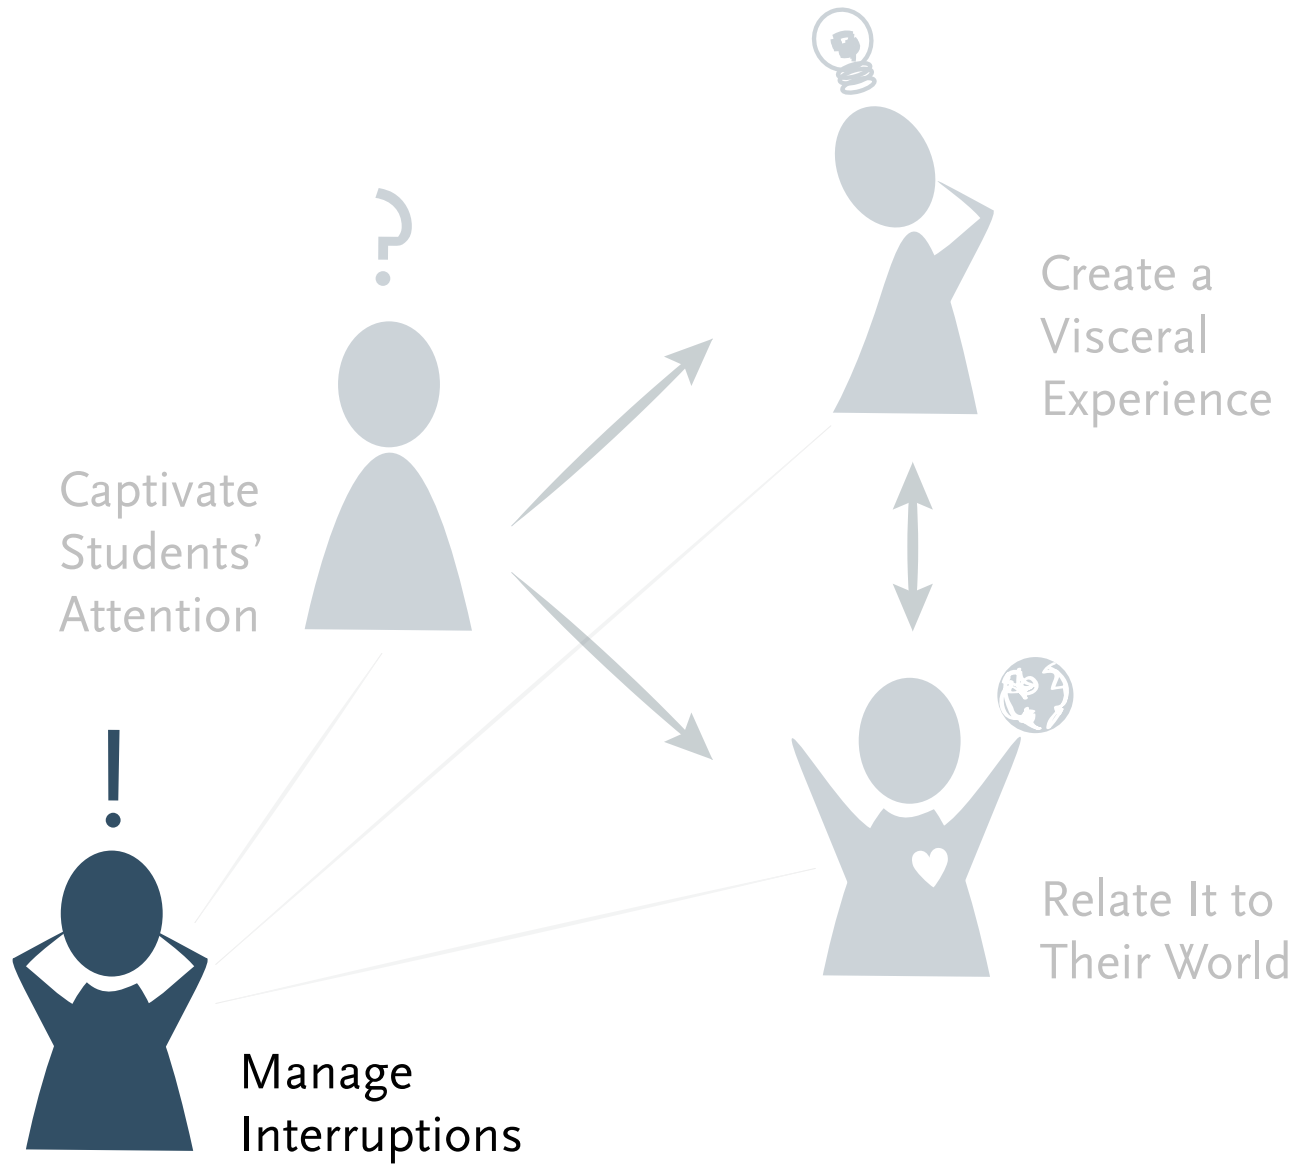 ?
Create a
Visceral
Experience
Captivate
Students’
Attention
!
Relate It to
Their World
Manage
Interruptions